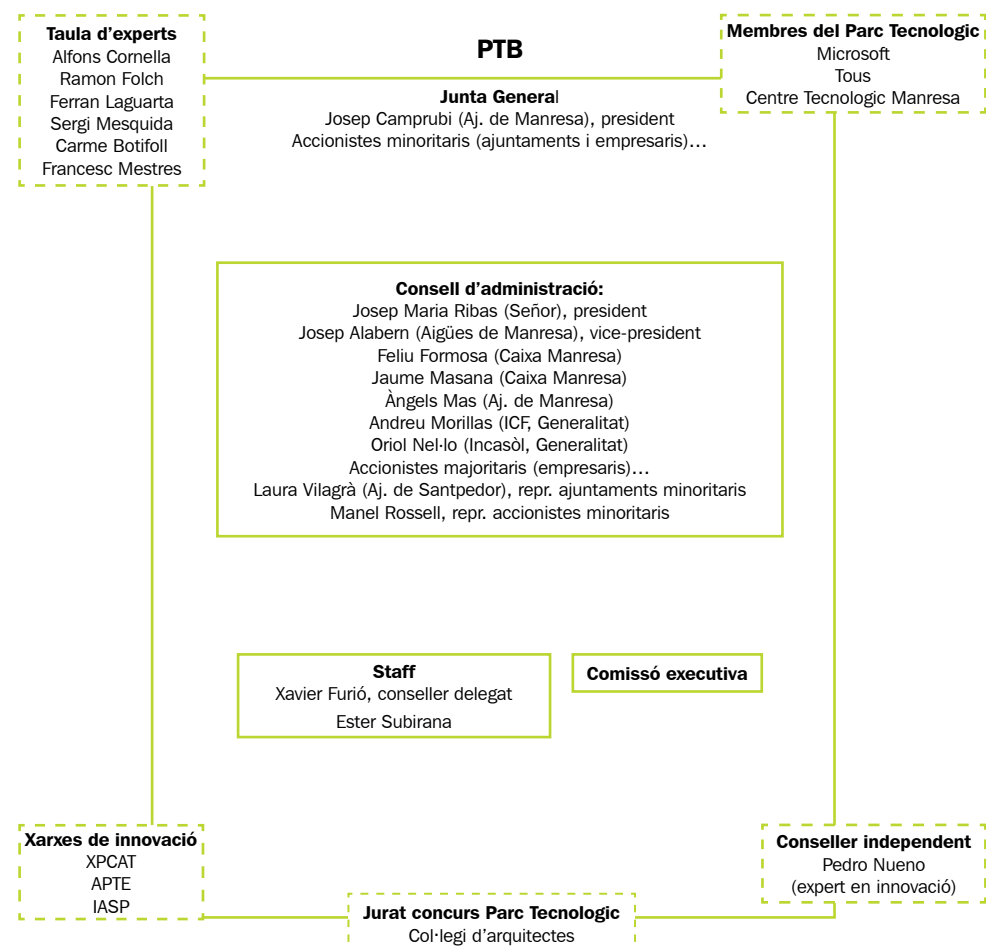 Taula d’experts
Alfons Cornella
Ramon Folch
Ferran Laguarta
Sergi Mesquida
Carme Botifoll
Francesc Mestres
PTB
Junta General
Josep Camprubi (Aj. de Manresa), president
Accionistes minoritaris (ajuntaments i empresaris)…
Membres del Parc Tecnologic
Microsoft
Tous
Centre Tecnologic Manresa
Consell d’administració:
Josep Maria Ribas (Señor), president
Josep Alabern (Aigües de Manresa), vice-president
Feliu Formosa (Caixa Manresa)
Jaume Masana (Caixa Manresa)
Àngels Mas (Aj. de Manresa)
Andreu Morillas (ICF, Generalitat)
Oriol Nel·lo (Incasòl, Generalitat)
Accionistes majoritaris (empresaris)…
Laura Vilagrà (Aj. de Santpedor), repr. ajuntaments minoritaris
Manel Rossell, repr. accionistes minoritaris
Staff
Xavier Furió, conseller delegat
Ester Subirana
Comissó executiva
Xarxes de innovació
XPCAT
APTE
IASP
Jurat concurs Parc Tecnologic
Col·legi d’arquitectes
Conseller independent
Pedro Nueno
(expert en innovació)